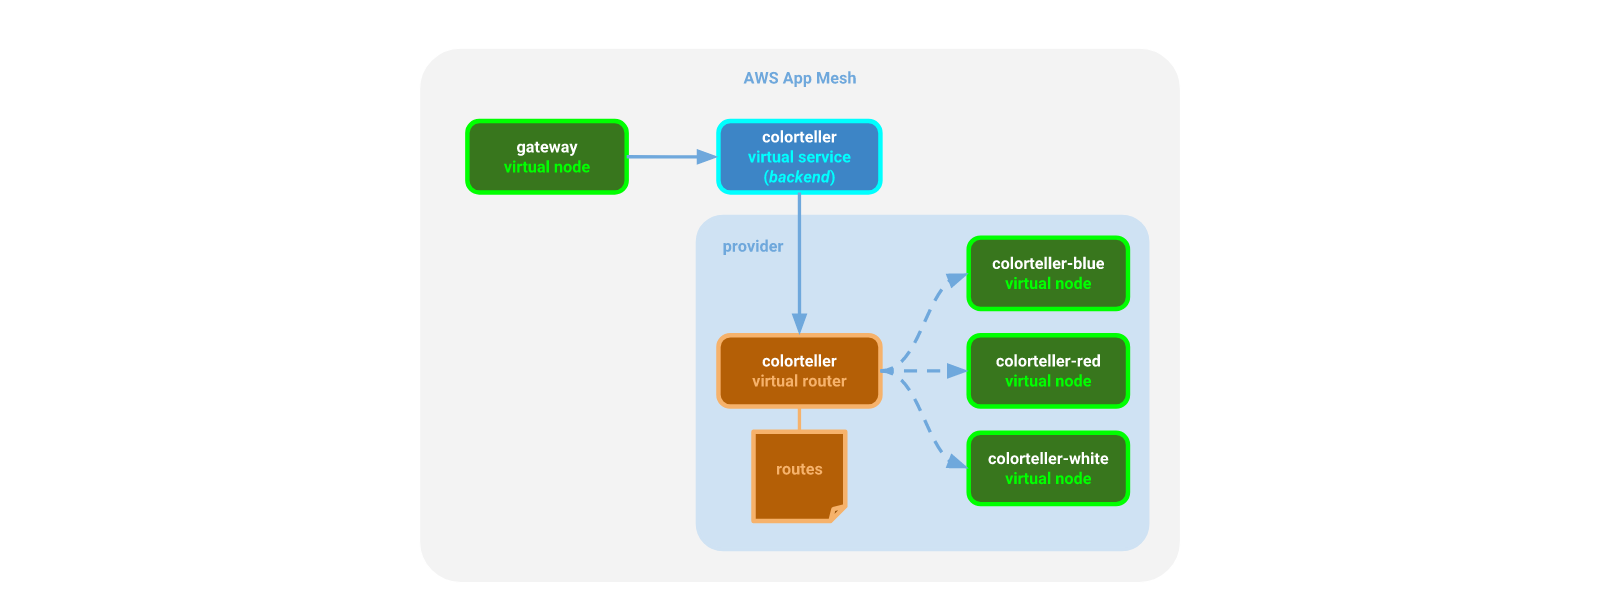 AWS App Mesh
gateway
virtual node
colorteller
virtual service
(backend)
provider
colorteller
virtual router
routes
colorteller-blue
virtual node
colorteller-red
virtual node
colorteller-white
virtual node